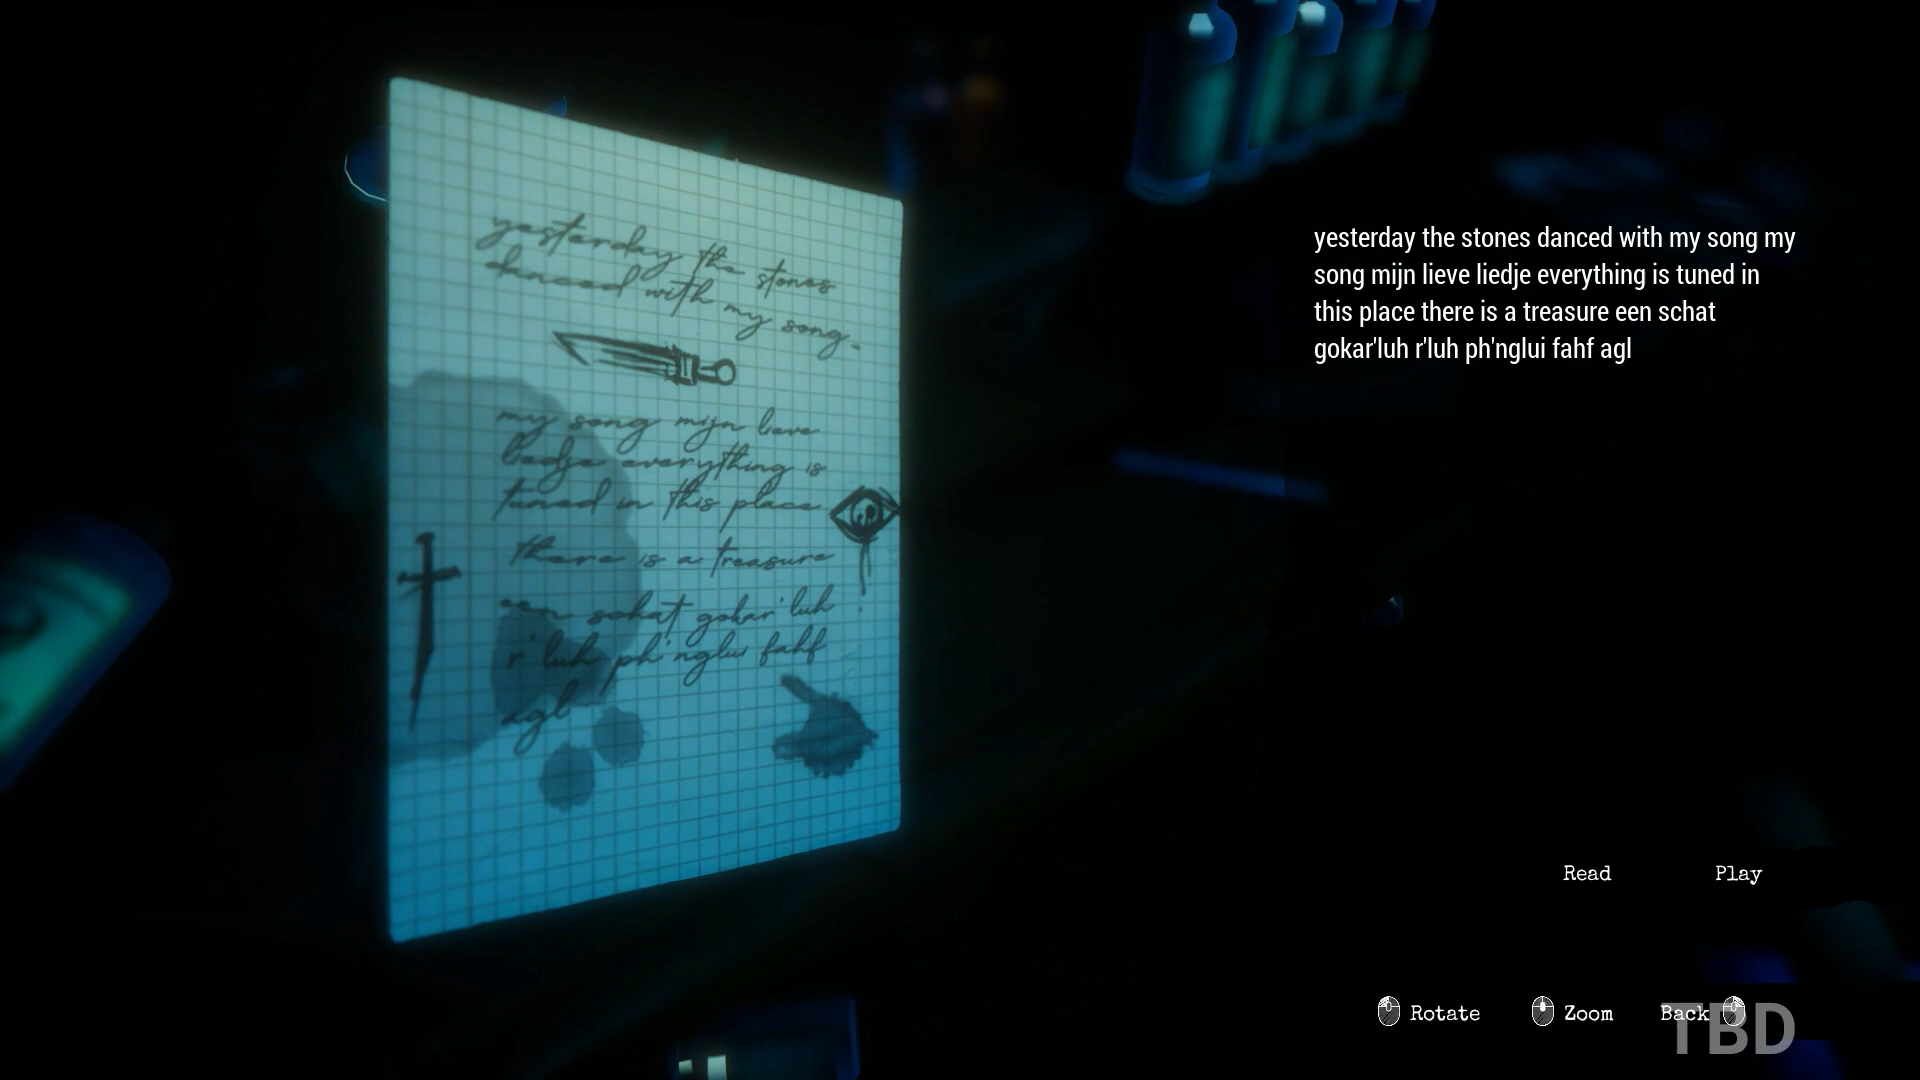 yesterday the stones
danced with my song.
my song mijn lieve
liedje everything is
tuned in this place
there is a treasure
een schat gokar'luh
r'luh ph'nglui fahf
agl
yesterday the stones danced with my song my
song mijn lieve liedje everything is tuned in
this place there is a treasure een schat
gokar'luh r'luh ph'nglui fahf agl
Read Play
Rotate Zoom Back
TBD